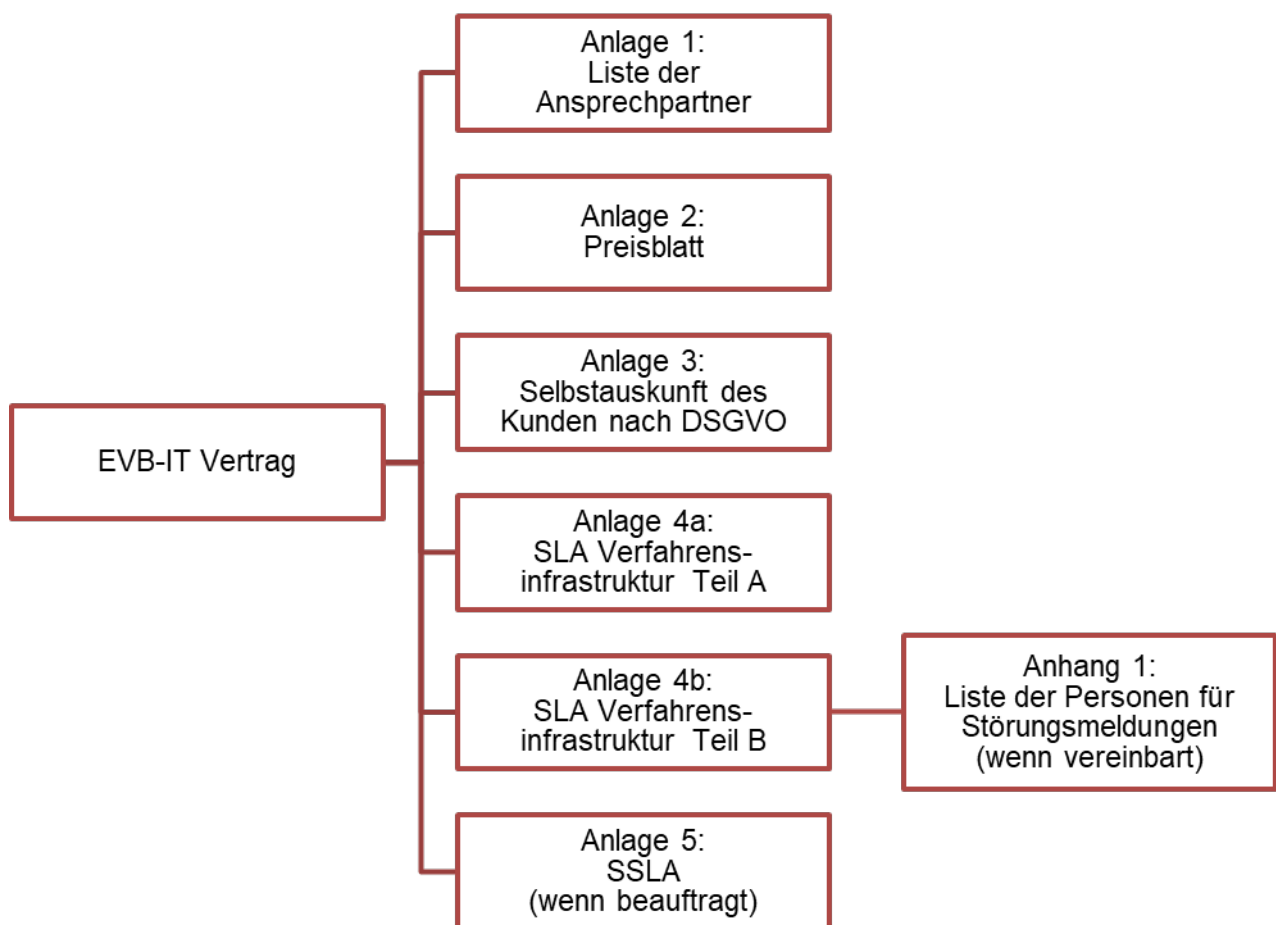 Anlage 1:
Liste der
Ansprechpartner
Anlage 2:
Preisblatt
Anlage 3:
Selbstauskunft des
Kunden nach DSGVO
EVB-IT Vertrag
Anlage 4a:
SLA Verfahrens-
infrastruktur Teil A
Anlage 4b:
SLA Verfahrens-
infrastruktur Teil B
Anhang 1:
Liste der Personen für
Störungsmeldungen
(wenn vereinbart)
Anlage 5:
SSLA
(wenn beauftragt)